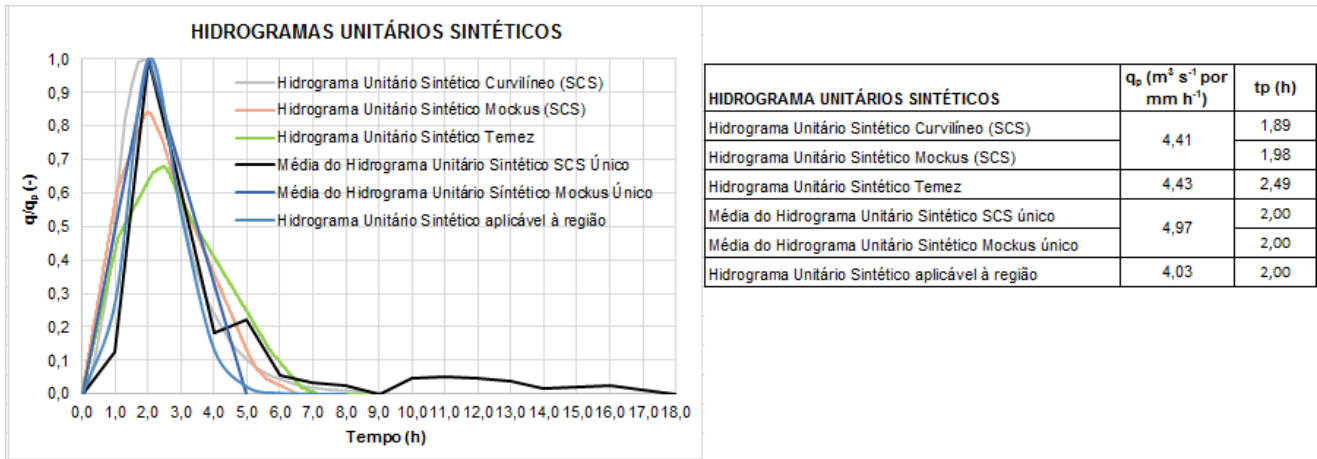 HIDROGRAMAS UNITÁRIOS SINTÉTICOS
1,0
0,9
0,8
0,7
0,6
0,5
0,4
0,3
0,2
0,1
0,0
q/qₚ (-)
Hidrograma Unitário Sintético Curvilíneo (SCS)
Hidrograma Unitário Sintético Mockus (SCS)
Hidrograma Unitário Sintético Temez
Média do Hidrograma Unitário Sintético SCS Único
Média do Hidrograma Unitário Síntético Mockus Único
Hidrograma Unitário Sintético aplicável à região
0,0 1,0 2,0 3,0 4,0 5,0 6,0 7,0 8,0 9,0 10,0 11,0 12,0 13,0 14,0 15,0 16,0 17,0 18,0
Tempo (h)
HIDROGRAMA UNITÁRIOS SINTÉTICOS qₚ (m³ s⁻¹ por mm h⁻¹) tp (h)
Hidrograma Unitário Sintético Curvilíneo (SCS) 4,41 1,89
Hidrograma Unitário Sintético Mockus (SCS) 1,98
Hidrograma Unitário Sintético Temez 4,43 2,49
Média do Hidrograma Unitário Sintético SCS único 4,97 2,00
Média do Hidrograma Unitário Sintético Mockus único 2,00
Hidrograma Unitário Sintético aplicável à região 4,03 2,00